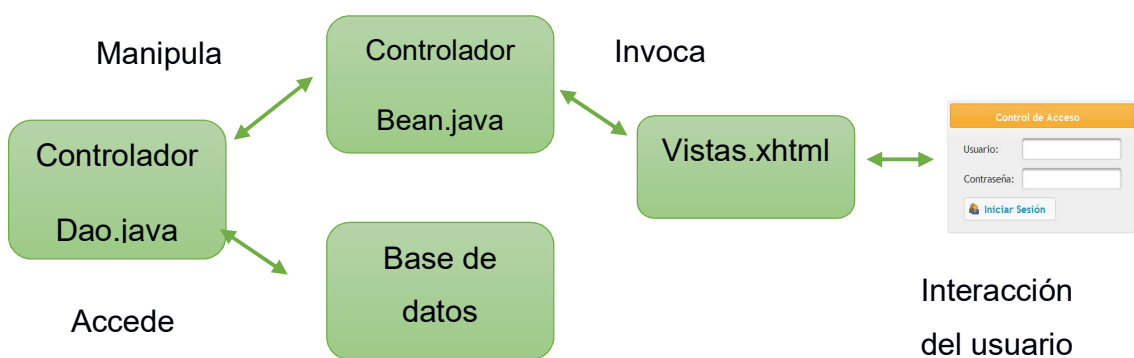 Manipula
Controlador
Bean.java
Invoca
Controlador
Dao.java
Vistas.xhtml
Control de Acceso
Usuario:
Contraseña:
Iniciar Sesión
Base de
datos
Accede
Interacción
del usuario